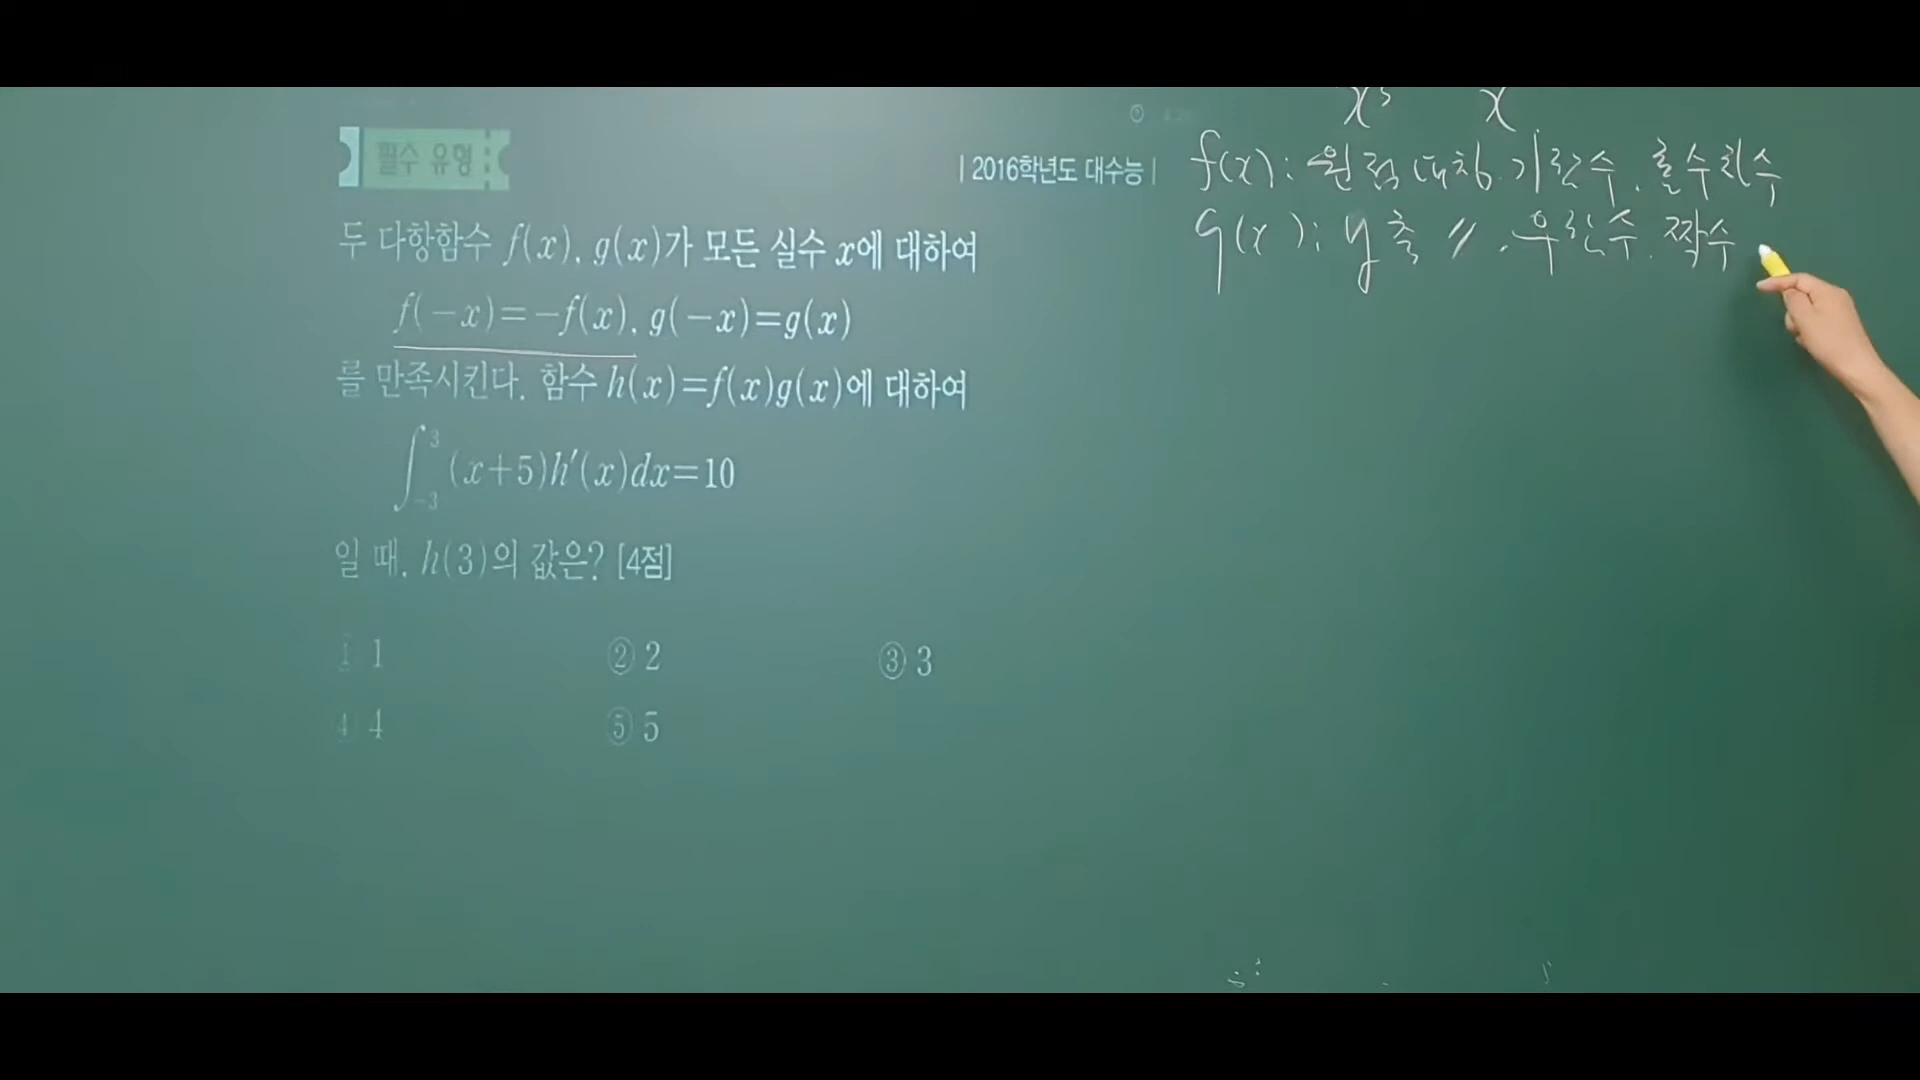 x³ x
필수 유형
| 2016학년도 대수능 |
f(x) : 원점 대칭. 기함수. 홀수차수
g(x) : y축 〃. 우함수. 짝수
두 다항함수 f(x), g(x)가 모든 실수 x에 대하여
f(−x)=−f(x), g(−x)=g(x)
를 만족시킨다. 함수 h(x)=f(x)g(x)에 대하여
∫₋₃³ (x+5)h′(x)dx=10
일 때, h(3)의 값은? [4점]
① 1 ② 2 ③ 3
④ 4 ⑤ 5